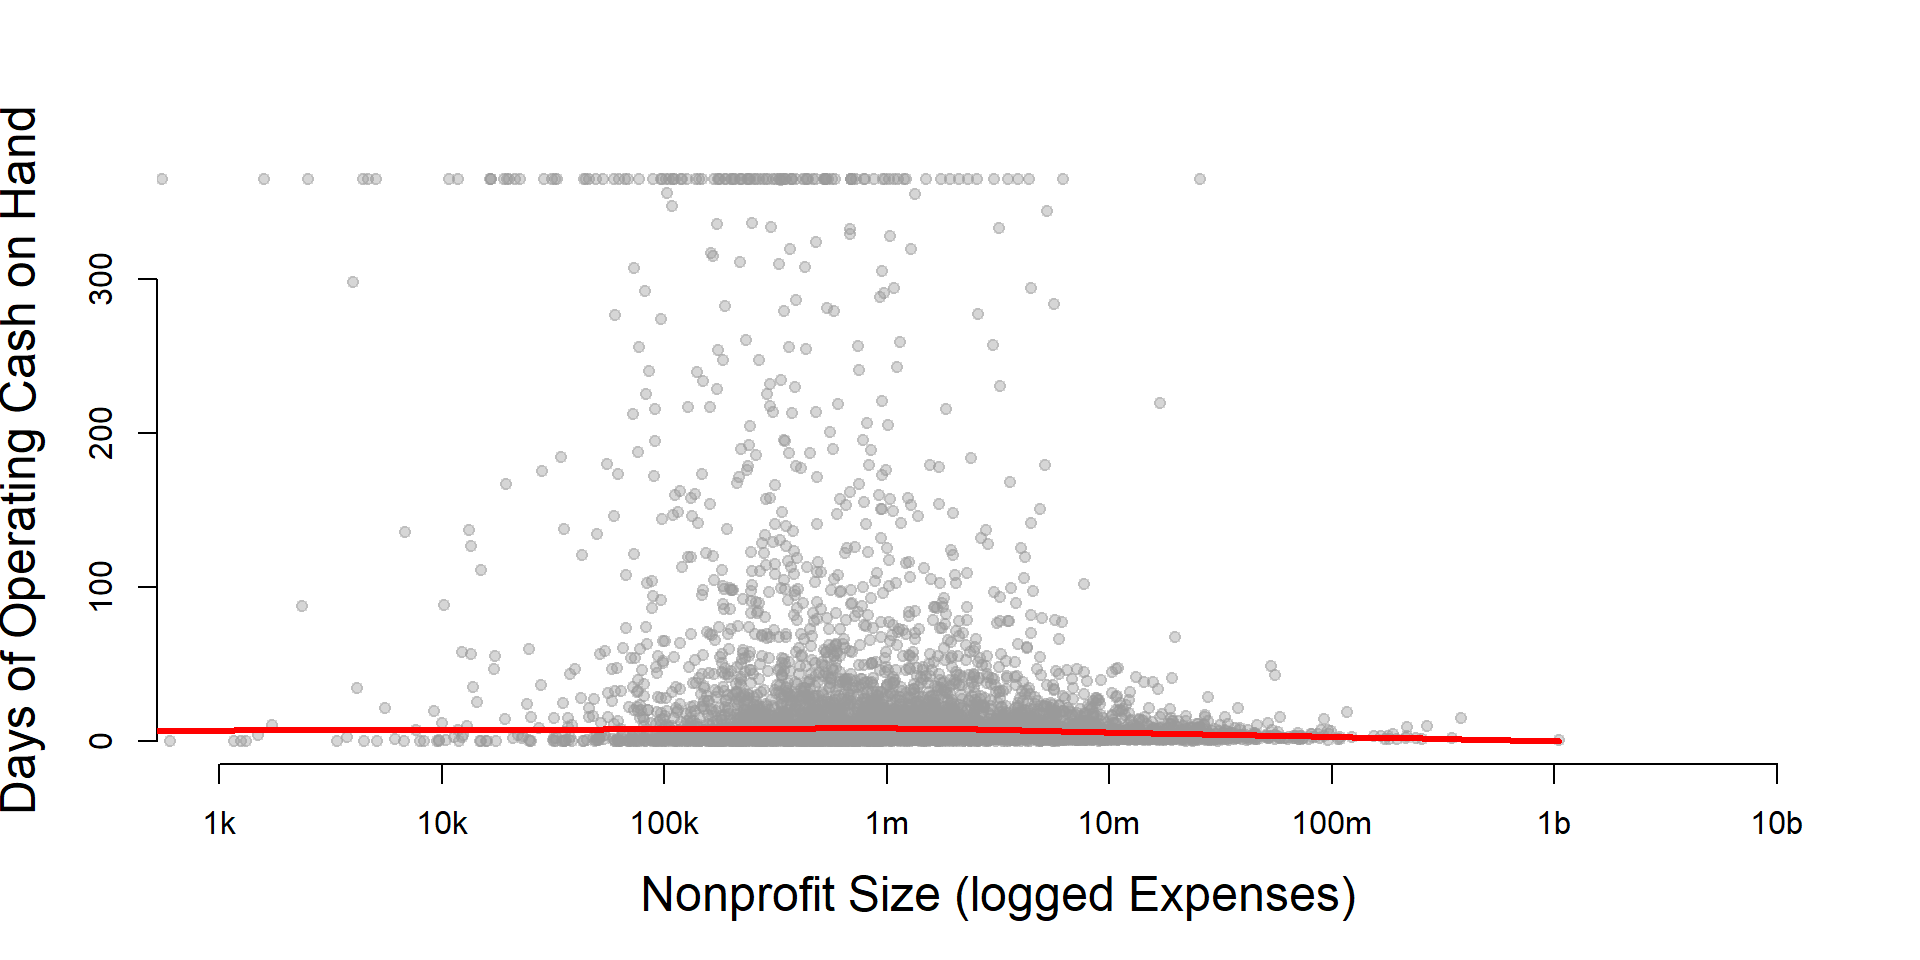 Days of Operating Cash on Hand
300
200
100
0
1k 10k 100k 1m 10m 100m 1b 10b
Nonprofit Size (logged Expenses)